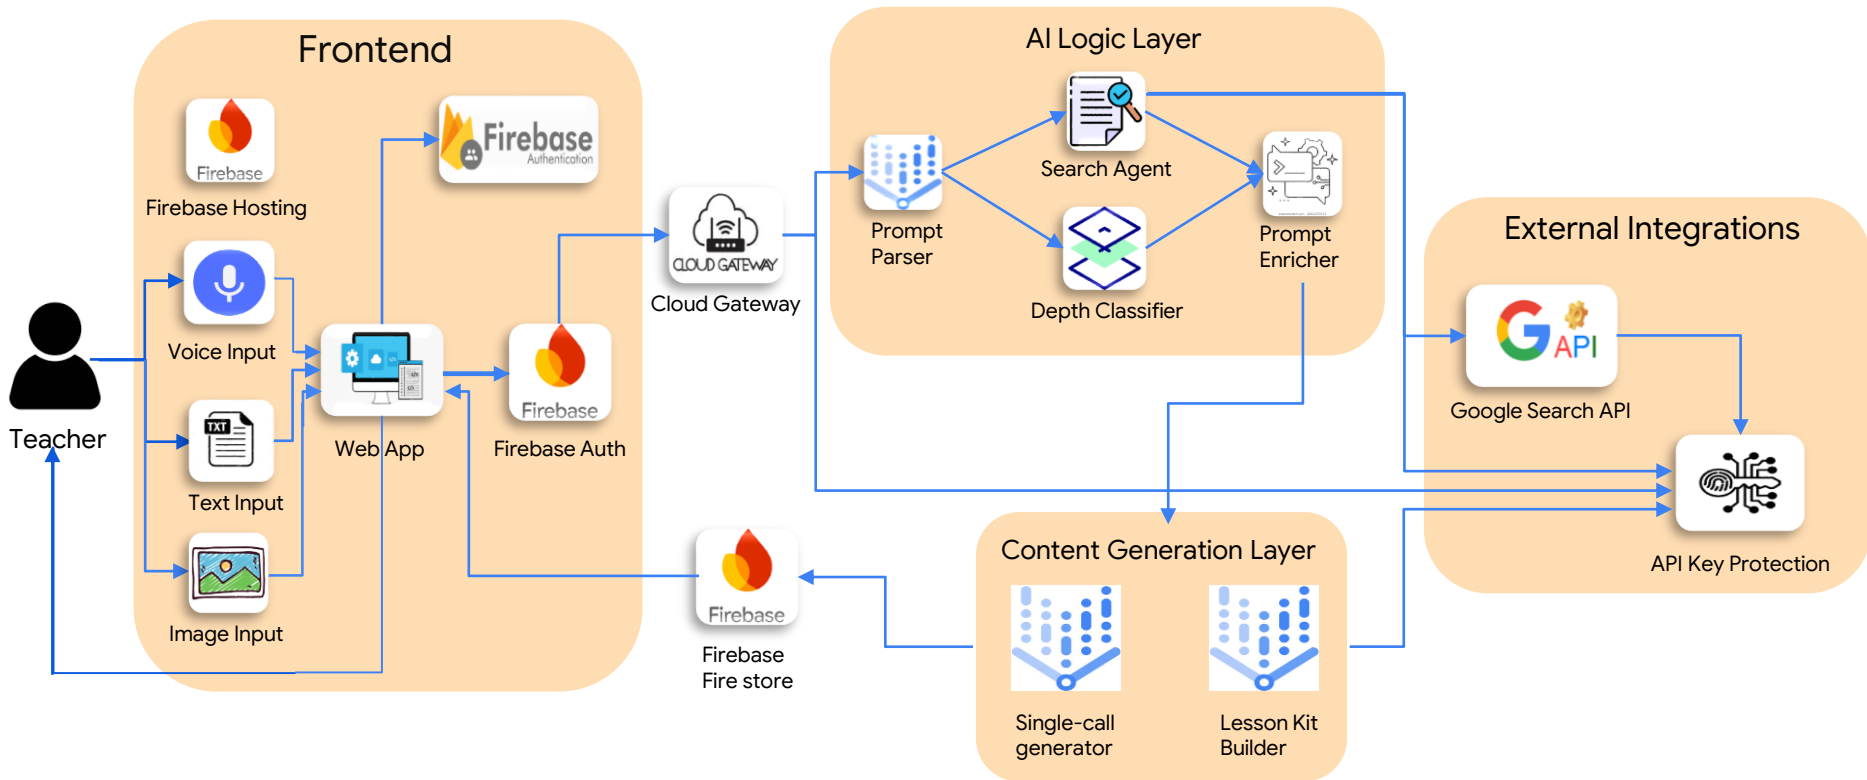 Frontend
Firebase
Firebase Hosting
Firebase
Authentication
Voice Input
TXT
Text Input
Image Input
Teacher
Web App
Firebase
Firebase Auth
CLOUD GATEWAY
Cloud Gateway
AI Logic Layer
Search Agent
Prompt
Parser
Depth Classifier
Prompt
Enricher
External Integrations
API
Google Search API
API Key Protection
Firebase
Firebase
Fire store
Content Generation Layer
Single-call
generator
Lesson Kit
Builder